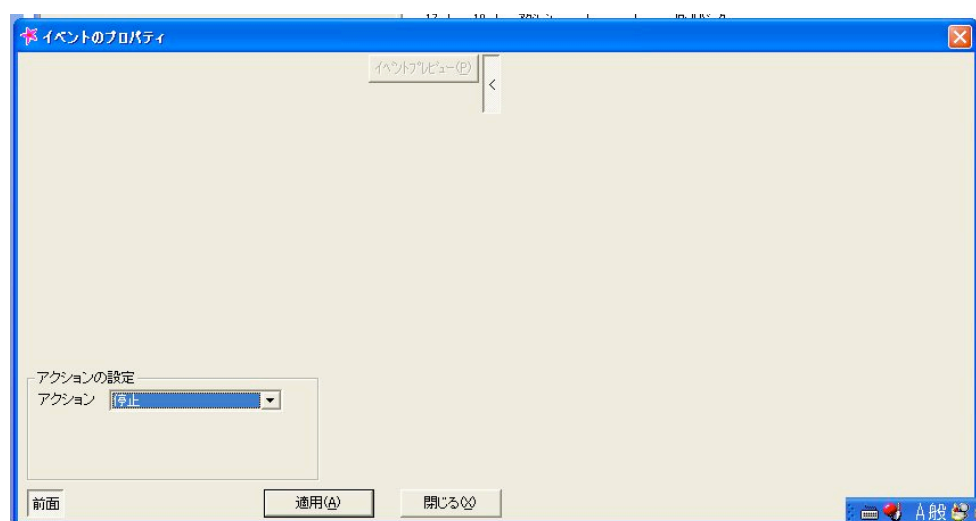 イベントのプロパティ
イベントプレビュー(P)
<
アクションの設定
アクション 停止
前面 適用(A) 閉じる(X)
A般